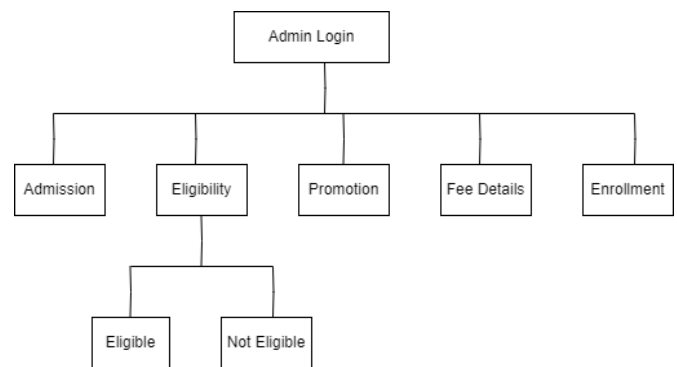 Admin Login
Admission
Eligibility
Promotion
Fee Details
Enrollment
Eligible
Not Eligible